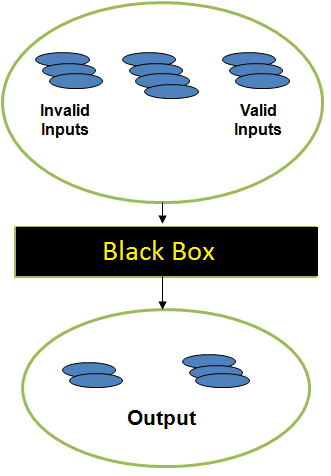 Invalid
Inputs
Valid
Inputs
Black Box
Output